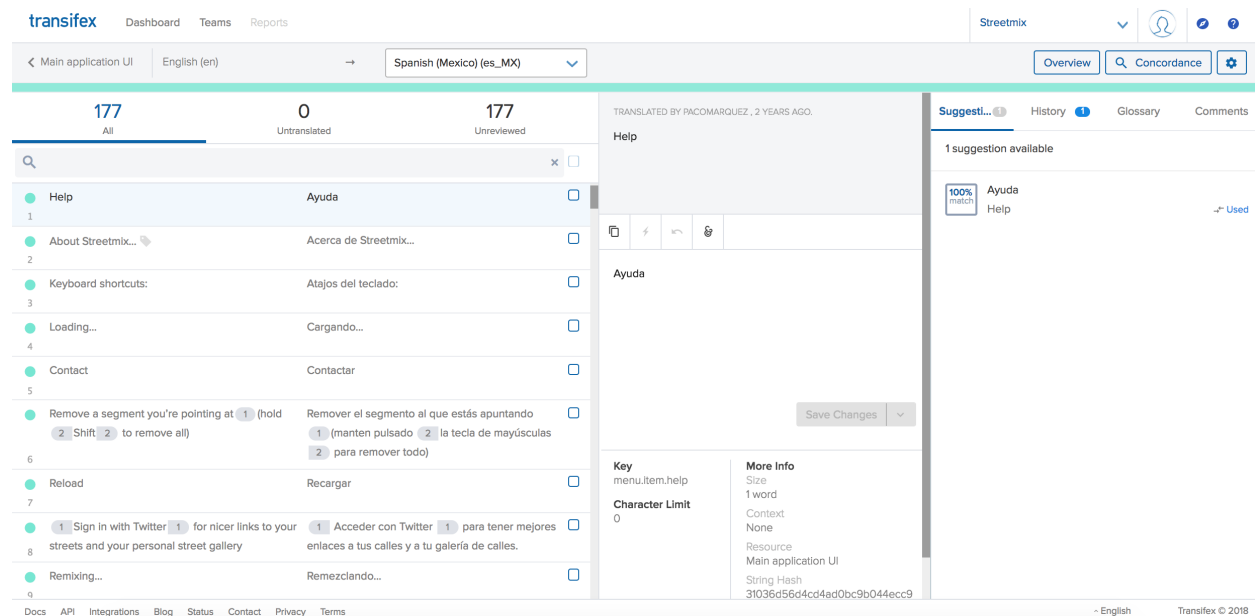 transifex Dashboard Teams Reports Streetmix
Main application UI English (en) → Spanish (Mexico) (es_MX) Overview Concordance
177 0 177
All Untranslated Unreviewed
Help Ayuda
1
About Streetmix... Acerca de Streetmix...
2
Keyboard shortcuts: Atajos del teclado:
3
Loading... Cargando...
4
Contact Contactar
5
Remove a segment you're pointing at 1 (hold Remover el segmento al que estás apuntando
2 Shift 2 to remove all) 1 (manten pulsado 2 la tecla de mayúsculas
2 para remover todo)
6
Reload Recargar
7
1 Sign in with Twitter 1 for nicer links to your 1 Acceder con Twitter 1 para tener mejores
streets and your personal street gallery enlaces a tus calles y a tu galería de calles.
8
Remixing... Remezclando...
9
TRANSLATED BY PACOMARQUEZ , 2 YEARS AGO.
Help
Ayuda
Save Changes
Key
menu.item.help
Character Limit
0
More Info
Size
1 word
Context
None
Resource
Main application UI
String Hash
31036d56d4cd4ad0bc9b044ecc9
Suggesti... 1 History 1 Glossary Comments
1 suggestion available
100% Ayuda
match Help Used
Docs API Integrations Blog Status Contact Privacy Terms English Transifex © 2018